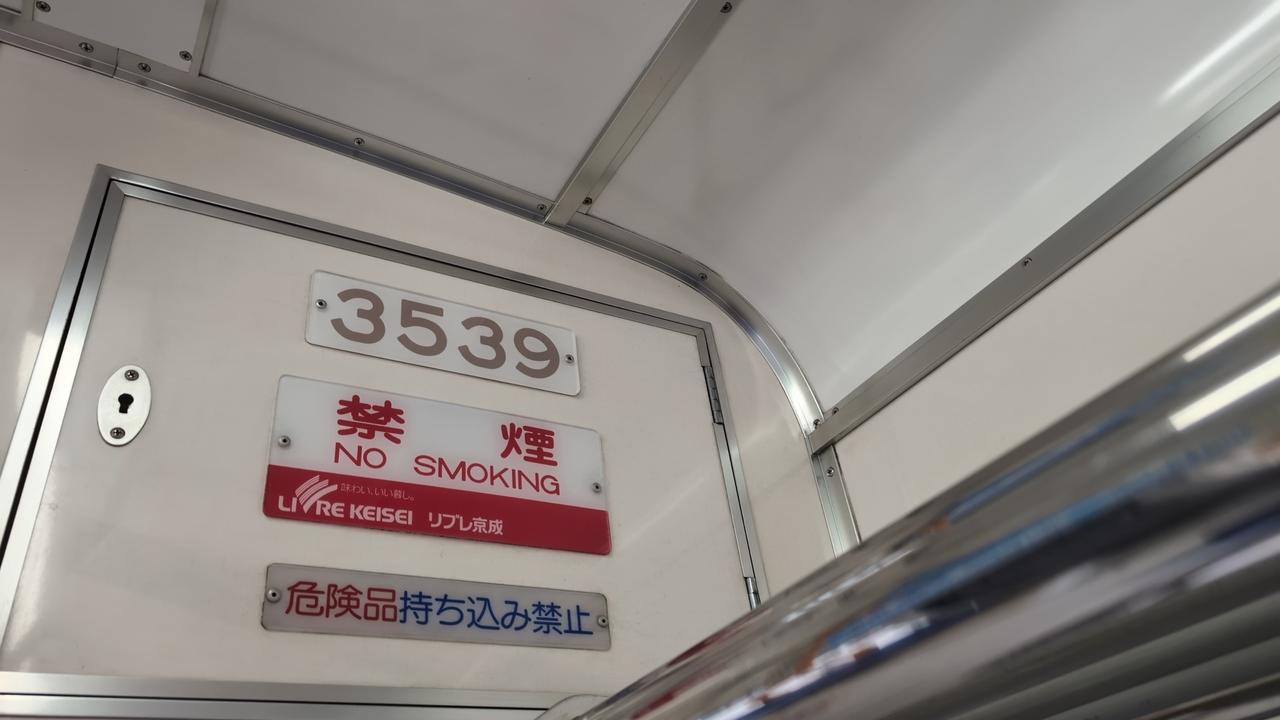 3539
禁煙
NO SMOKING
味わい、いい暮し。
LIVRE KEISEI リブレ京成
危険品持ち込み禁止